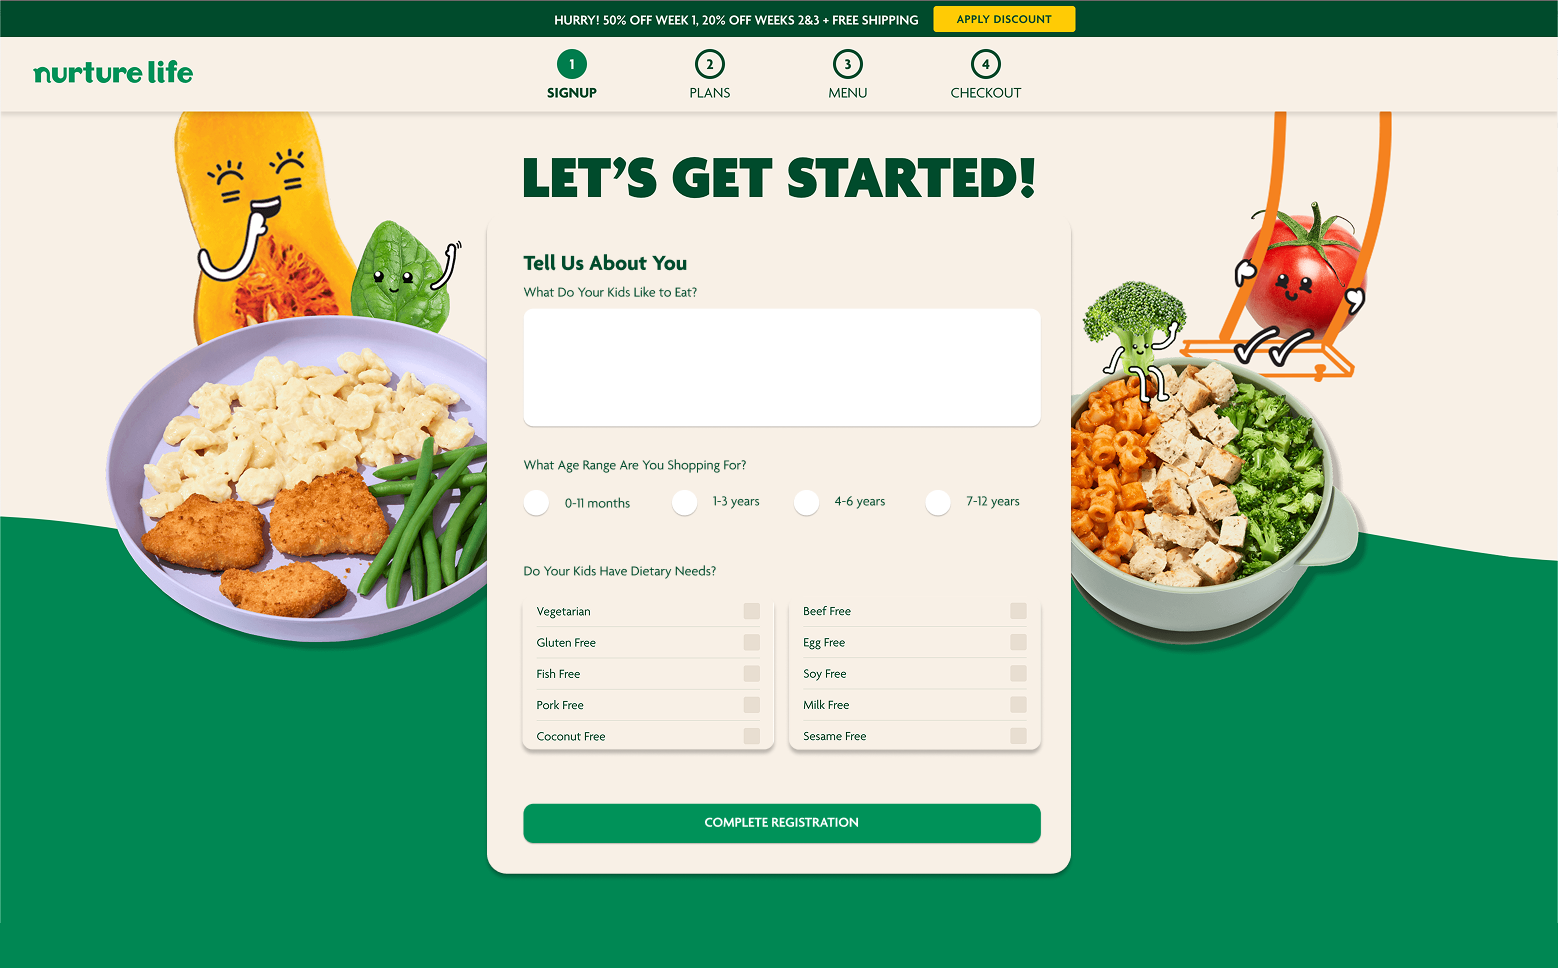 HURRY! 50% OFF WEEK 1, 20% OFF WEEKS 2&3 + FREE SHIPPING
APPLY DISCOUNT
nurture life
1
SIGNUP
2
PLANS
3
MENU
4
CHECKOUT
LET'S GET STARTED!
Tell Us About You
What Do Your Kids Like to Eat?
What Age Range Are You Shopping For?
0-11 months
1-3 years
4-6 years
7-12 years
Do Your Kids Have Dietary Needs?
Vegetarian
Gluten Free
Fish Free
Pork Free
Coconut Free
Beef Free
Egg Free
Soy Free
Milk Free
Sesame Free
COMPLETE REGISTRATION